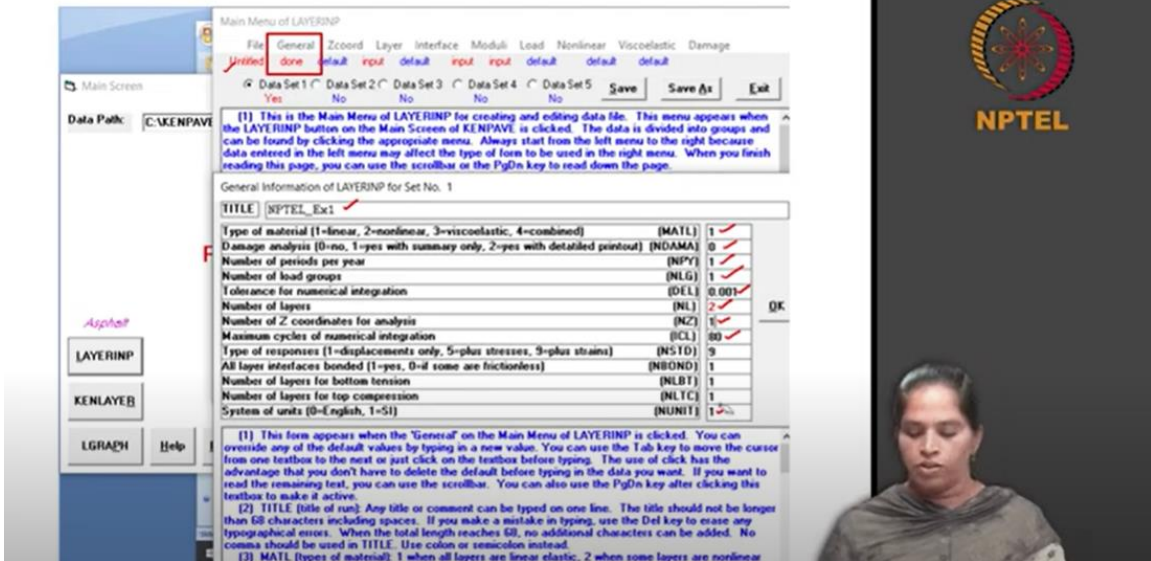 Main Menu of LAYERINP
File General Zcoord Layer Interface Moduli Load Nonlinear Viscoelastic Damage
Untitled done default input default input input default default default
Data Set 1 Data Set 2 Data Set 3 Data Set 4 Data Set 5 Save Save As Exit
Yes No No No No
(1) This is the Main Menu of LAYERINP for creating and editing data file. This menu appears when
the LAYERINP button on the Main Screen of KENPAVE is clicked. The data is divided into groups and
can be found by clicking the appropriate menu. Always start from the left menu to the right because
data entered in the left menu may affect the type of form to be used in the right menu. When you finish
reading this page, you can use the scrollbar or the PgDn key to read down the page.
Main Screen
Data Path: C:\KENPAVE
Asphalt
LAYERINP
KENLAYER
LGRAPH Help
General Information of LAYERINP for Set No. 1
TITLE NPTEL_Ex1
Type of material (1=linear, 2=nonlinear, 3=viscoelastic, 4=combined) (MATL) 1
Damage analysis (0=no, 1=yes with summary only, 2=yes with detatiled printout) (NDAMA) 0
Number of periods per year (NPY) 1
Number of load groups (NLG) 1
Tolerance for numerical integration (DEL) 0.001
Number of layers (NL) 2
Number of Z coordinates for analysis (NZ) 1
Maximum cycles of numerical integration (ICL) 80
Type of responses (1=displacements only, 5=plus stresses, 9=plus strains) (NSTD) 9
All layer interfaces bonded (1=yes, 0=if some are frictionless) (NBOND) 1
Number of layers for bottom tension (NLBT) 1
Number of layers for top compression (NLTC) 1
System of units (0=English, 1=SI) (NUNIT) 1
OK
(1) This form appears when the 'General' on the Main Menu of LAYERINP is clicked. You can
override any of the default values by typing in a new value. You can use the Tab key to move the cursor
from one textbox to the next or just click on the textbox before typing. The use of click has the
advantage that you don't have to delete the default before typing in the data you want. If you want to
read the remaining text, you can use the scrollbar. You can also use the PgDn key after clicking this
textbox to make it active.
(2) TITLE (title of run): Any title or comment can be typed on one line. The title should not be longer
than 68 characters including spaces. If you make a mistake in typing, use the Del key to erase any
typographical errors. When the total length reaches 68, no additional characters can be added. No
comma should be used in TITLE. Use colon or semicolon instead.
(3) MATL (types of material): 1 when all layers are linear elastic, 2 when some layers are nonlinear
NPTEL